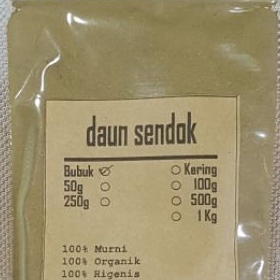 daun sendok
Bubuk Kering
50g 100g
250g 500g
1 Kg
100% Murni
100% Organik
100% Higenis